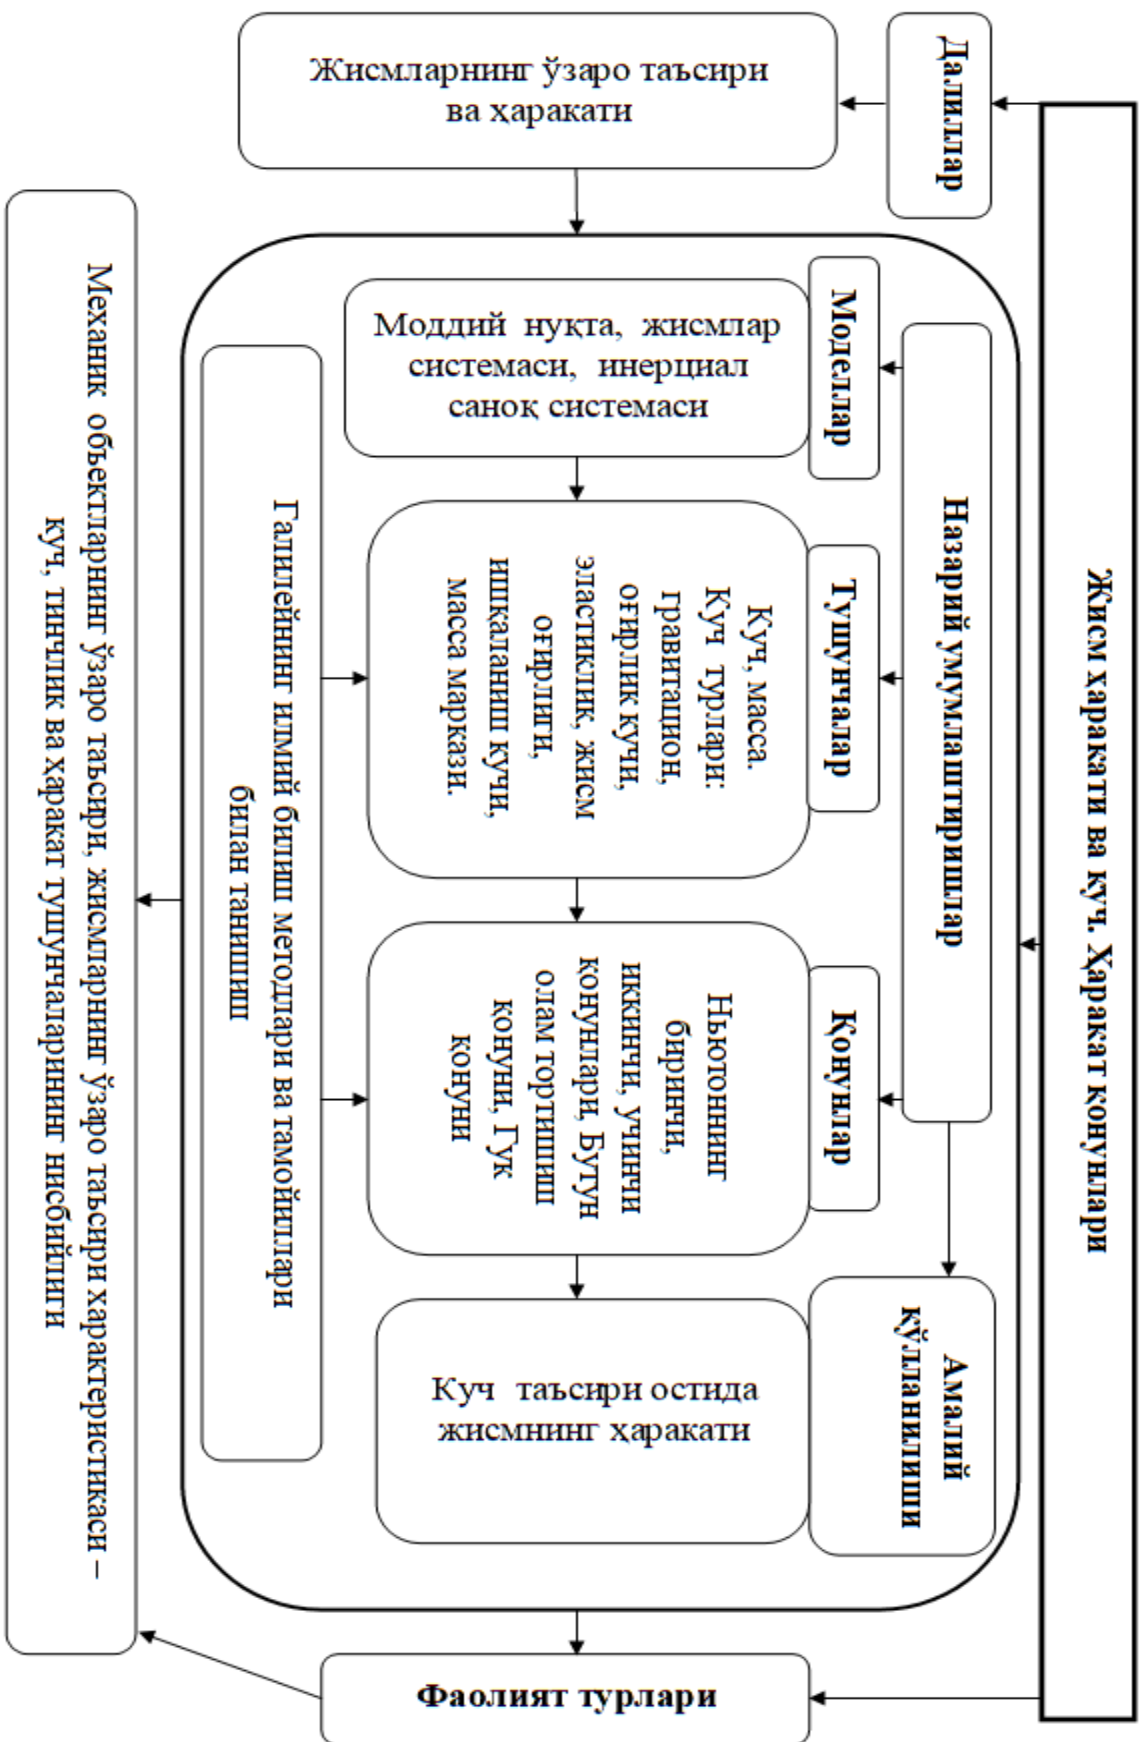 Жисм ҳаракати ва куч. Ҳаракат қонунлари
Далиллар
Жисмларнинг ўзаро таъсири
ва ҳаракати
Назарий умумлаштиришлар
Моделлар
Моддий нуқта, жисмлар
системаси, инерциал
саноқ системаси
Тушунчалар
Куч, масса.
Куч турлари:
гравитацион,
оғирлик кучи,
эластиклик, жисм
оғирлиги,
ишқаланиш кучи,
масса маркази.
Қонунлар
Ньютоннинг
биринчи,
иккинчи, учинчи
қонунлари, Бутун
олам тортишиш
қонуни, Гук
қонуни
Амалий
қўлланилиши
Куч таъсири остида
жисмнинг ҳаракати
Галилейнинг илмий билиш методлари ва тамойиллари
билан танишиш
Фаолият турлари
Механик объектларнинг ўзаро таъсири, жисмларнинг ўзаро таъсири характеристикаси –
куч, тинчлик ва ҳаракат тушунчаларининг нисбийлиги